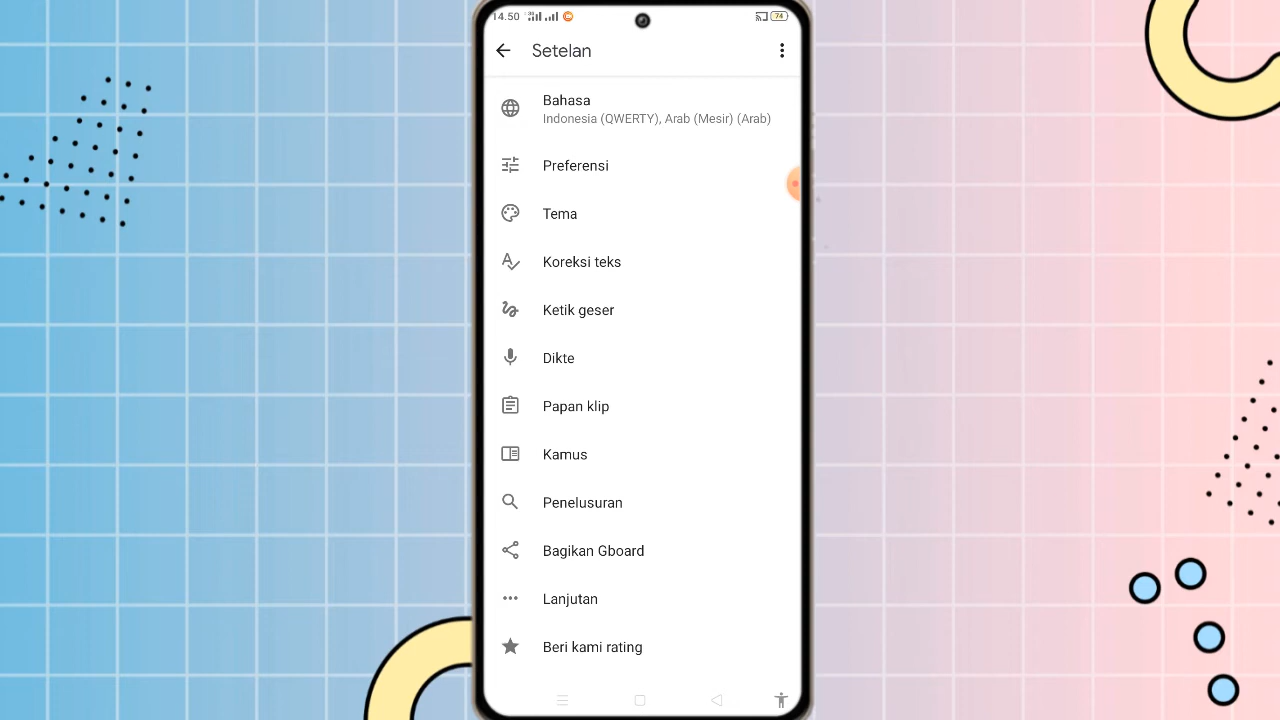 14.50
74
Setelan
Bahasa
Indonesia (QWERTY), Arab (Mesir) (Arab)
Preferensi
Tema
Koreksi teks
Ketik geser
Dikte
Papan klip
Kamus
Penelusuran
Bagikan Gboard
Lanjutan
Beri kami rating